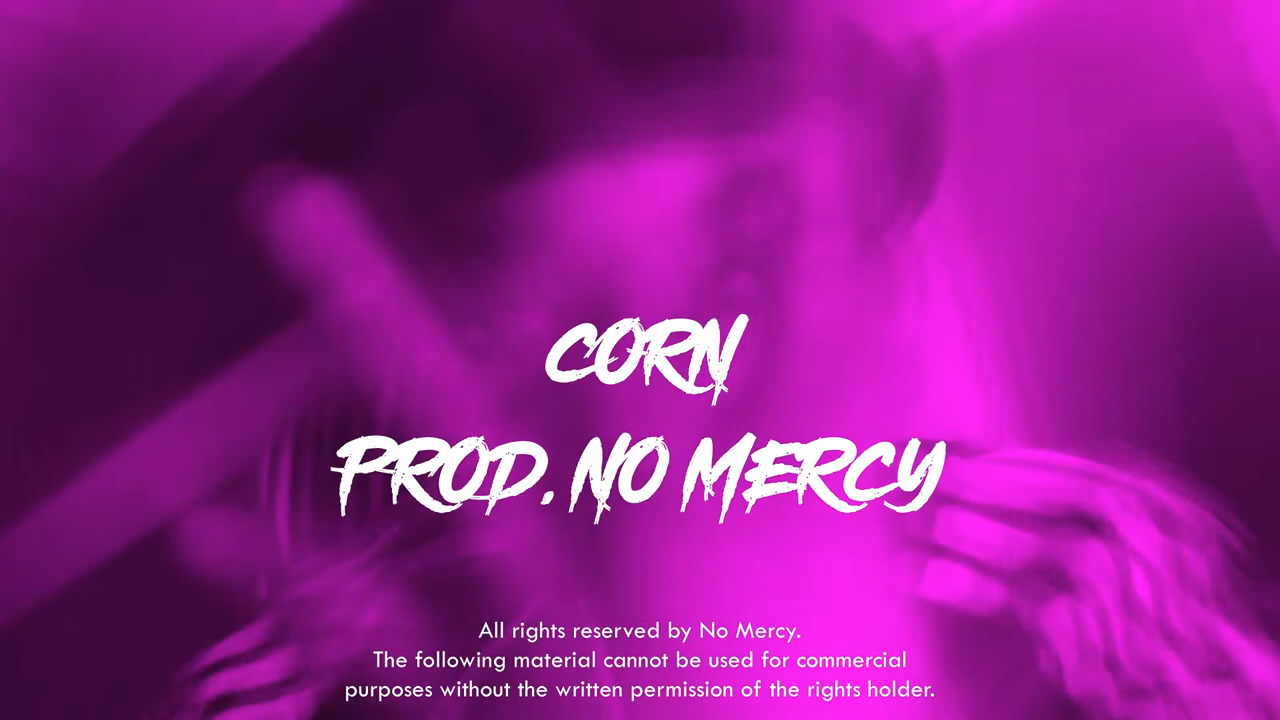 CORN
PROD. NO MERCY
All rights reserved by No Mercy.
The following material cannot be used for commercial
purposes without the written permission of the rights holder.